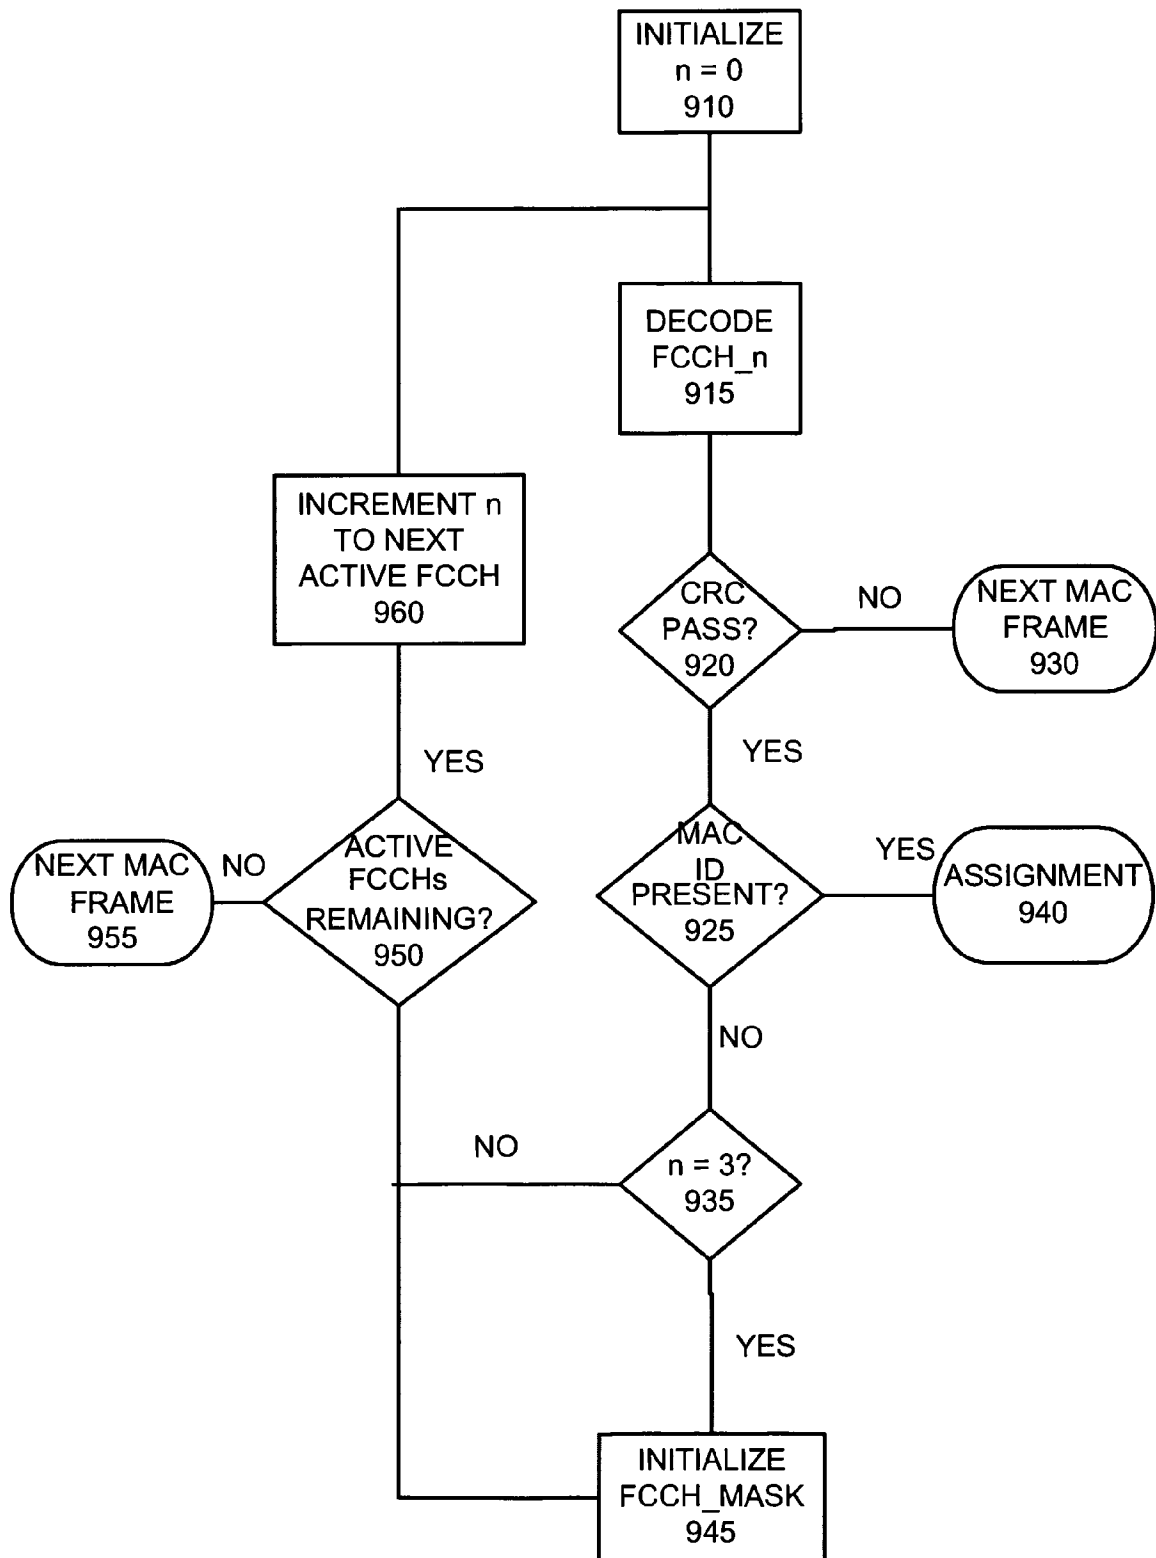 INITIALIZE
n = 0
910
DECODE
FCCH_n
915
INCREMENT n
TO NEXT
ACTIVE FCCH
960
CRC
PASS?
920
NO
NEXT MAC
FRAME
930
YES
YES
MAC
ID
PRESENT?
925
YES
ASSIGNMENT
940
NEXT MAC
FRAME
955
NO
ACTIVE
FCCHs
REMAINING?
950
NO
NO
n = 3?
935
YES
INITIALIZE
FCCH_MASK
945